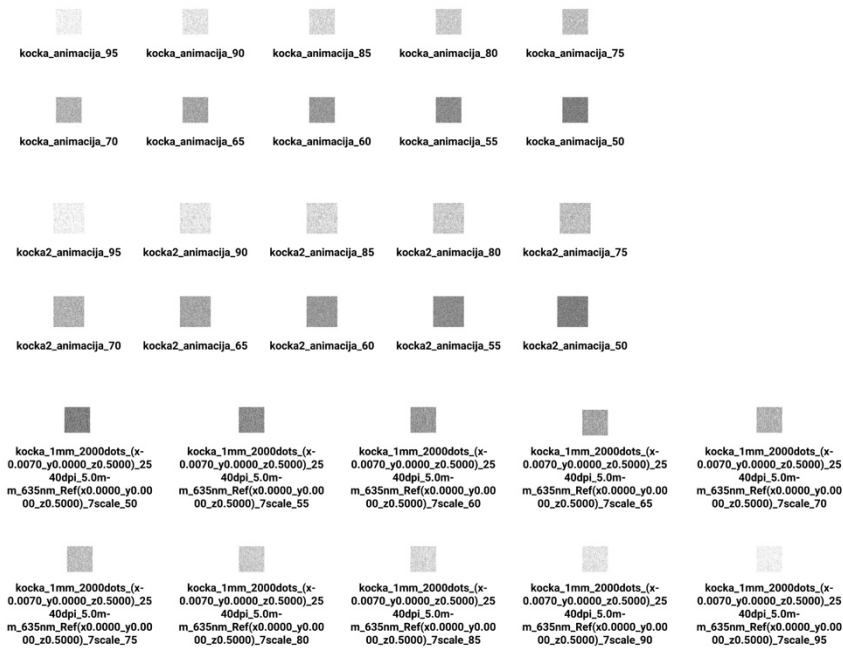 kocka_animacija_95 kocka_animacija_90 kocka_animacija_85 kocka_animacija_80 kocka_animacija_75
kocka_animacija_70 kocka_animacija_65 kocka_animacija_60 kocka_animacija_55 kocka_animacija_50
kocka2_animacija_95 kocka2_animacija_90 kocka2_animacija_85 kocka2_animacija_80 kocka2_animacija_75
kocka2_animacija_70 kocka2_animacija_65 kocka2_animacija_60 kocka2_animacija_55 kocka2_animacija_50
kocka_1mm_2000dots_(x- kocka_1mm_2000dots_(x- kocka_1mm_2000dots_(x- kocka_1mm_2000dots_(x- kocka_1mm_2000dots_(x-
0.0070_y0.0000_z0.5000)_25 0.0070_y0.0000_z0.5000)_25 0.0070_y0.0000_z0.5000)_25 0.0070_y0.0000_z0.5000)_25 0.0070_y0.0000_z0.5000)_25
40dpi_5.0m- 40dpi_5.0m- 40dpi_5.0m- 40dpi_5.0m- 40dpi_5.0m-
m_635nm_Ref(x0.0000_y0.00 m_635nm_Ref(x0.0000_y0.00 m_635nm_Ref(x0.0000_y0.00 m_635nm_Ref(x0.0000_y0.00 m_635nm_Ref(x0.0000_y0.00
00_z0.5000)_7scale_50 00_z0.5000)_7scale_55 00_z0.5000)_7scale_60 00_z0.5000)_7scale_65 00_z0.5000)_7scale_70
kocka_1mm_2000dots_(x- kocka_1mm_2000dots_(x- kocka_1mm_2000dots_(x- kocka_1mm_2000dots_(x- kocka_1mm_2000dots_(x-
0.0070_y0.0000_z0.5000)_25 0.0070_y0.0000_z0.5000)_25 0.0070_y0.0000_z0.5000)_25 0.0070_y0.0000_z0.5000)_25 0.0070_y0.0000_z0.5000)_25
40dpi_5.0m- 40dpi_5.0m- 40dpi_5.0m- 40dpi_5.0m- 40dpi_5.0m-
m_635nm_Ref(x0.0000_y0.00 m_635nm_Ref(x0.0000_y0.00 m_635nm_Ref(x0.0000_y0.00 m_635nm_Ref(x0.0000_y0.00 m_635nm_Ref(x0.0000_y0.00
00_z0.5000)_7scale_75 00_z0.5000)_7scale_80 00_z0.5000)_7scale_85 00_z0.5000)_7scale_90 00_z0.5000)_7scale_95